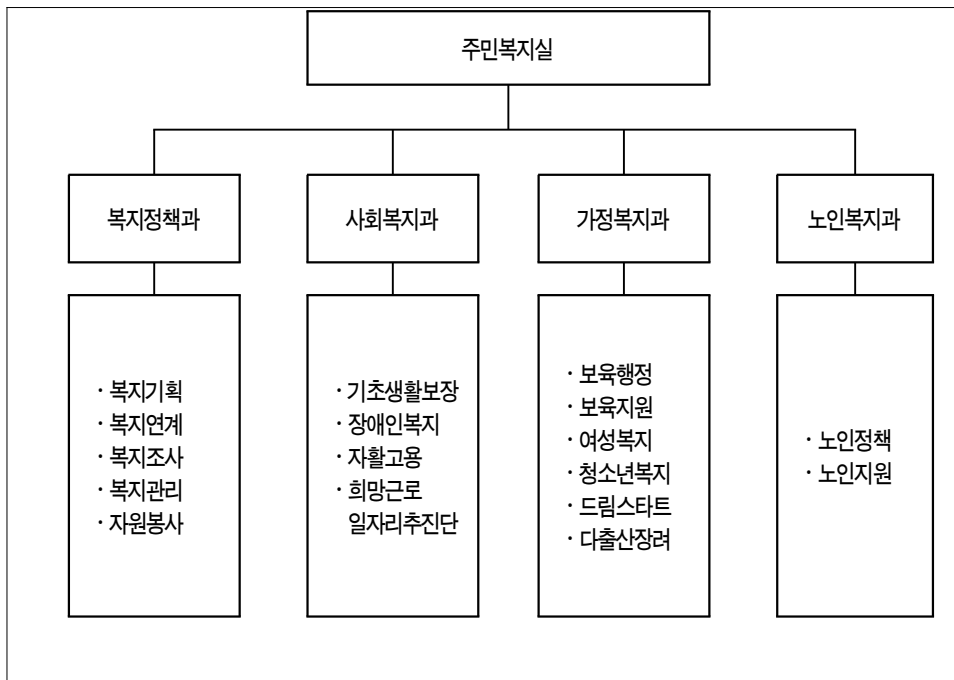 주민복지실
복지정책과
사회복지과
가정복지과
노인복지과
· 복지기획
· 복지연계
· 복지조사
· 복지관리
· 자원봉사
· 기초생활보장
· 장애인복지
· 자활고용
· 희망근로
일자리추진단
· 보육행정
· 보육지원
· 여성복지
· 청소년복지
· 드림스타트
· 다출산장려
· 노인정책
· 노인지원